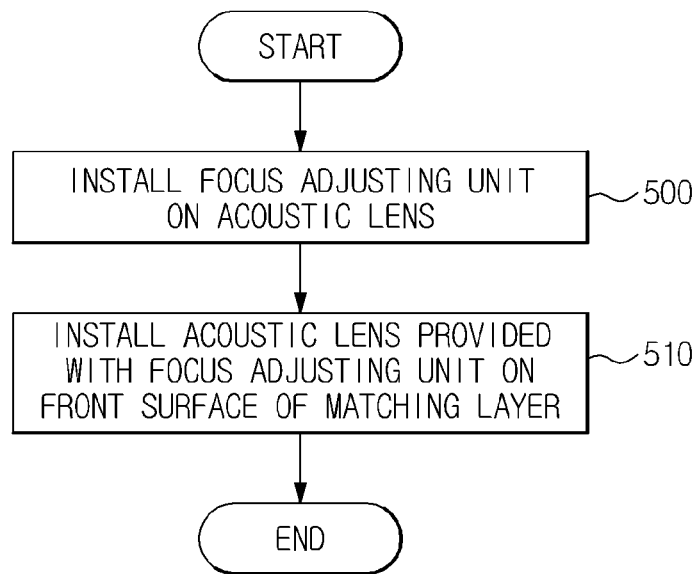 START
INSTALL FOCUS ADJUSTING UNIT
ON ACOUSTIC LENS
500
INSTALL ACOUSTIC LENS PROVIDED
WITH FOCUS ADJUSTING UNIT ON
FRONT SURFACE OF MATCHING LAYER
510
END